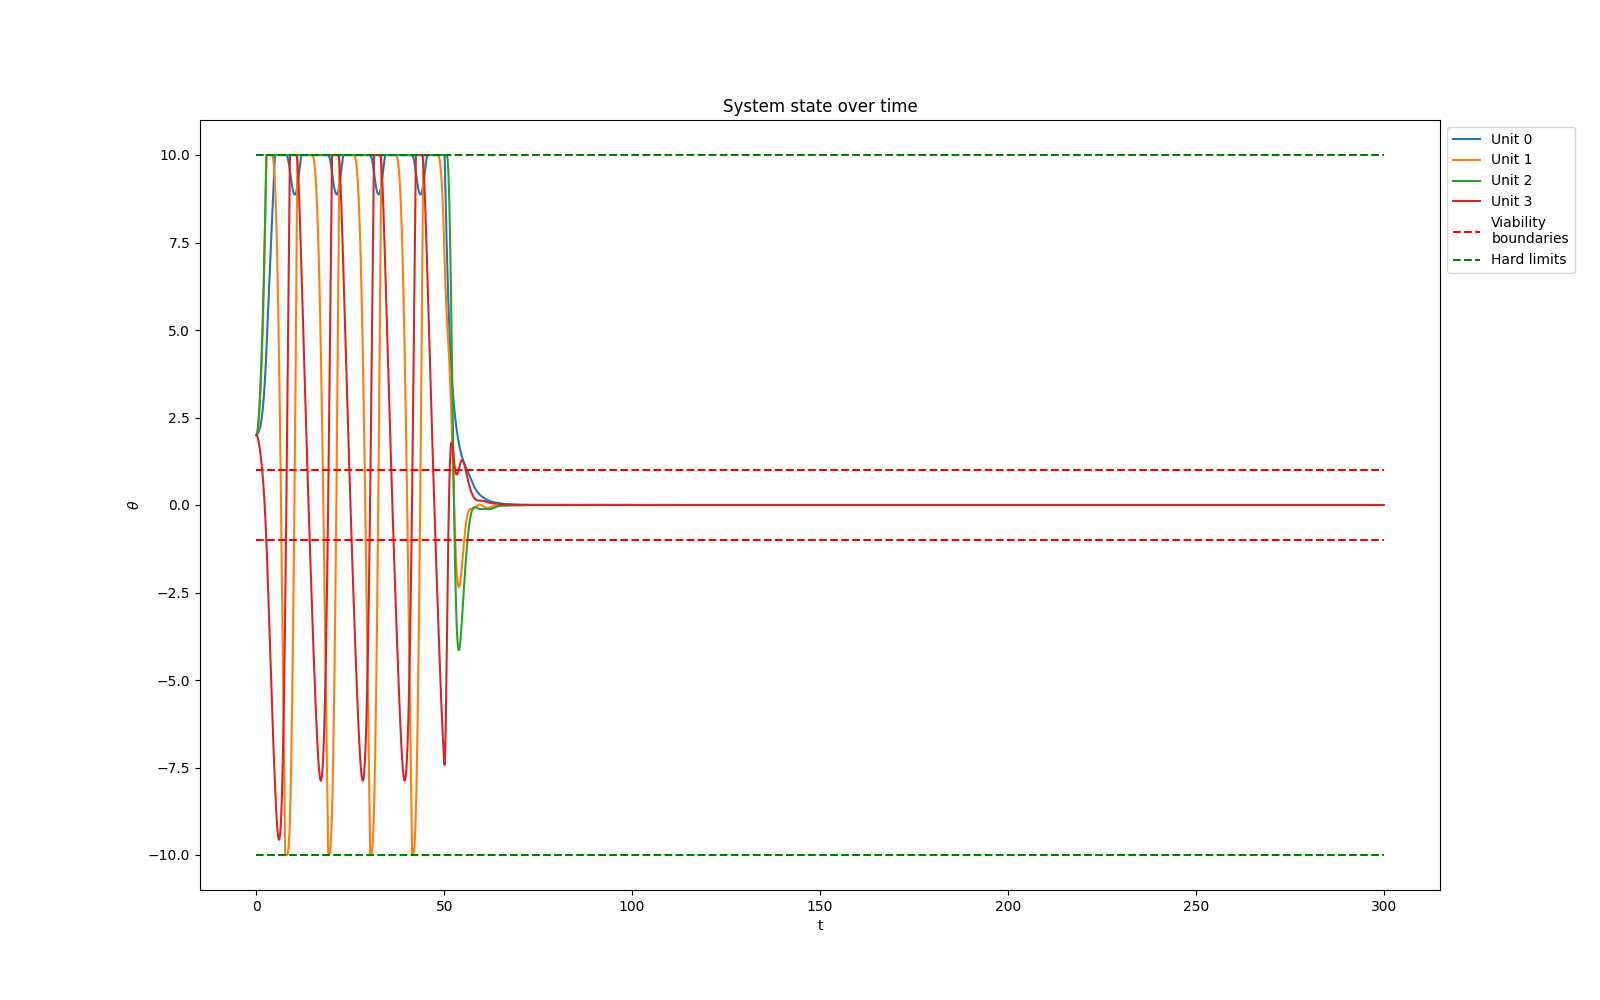 System state over time
10.0
7.5
5.0
2.5
0.0
−2.5
−5.0
−7.5
−10.0
θ
0
50
100
150
200
250
300
t
Unit 0
Unit 1
Unit 2
Unit 3
Viability
boundaries
Hard limits